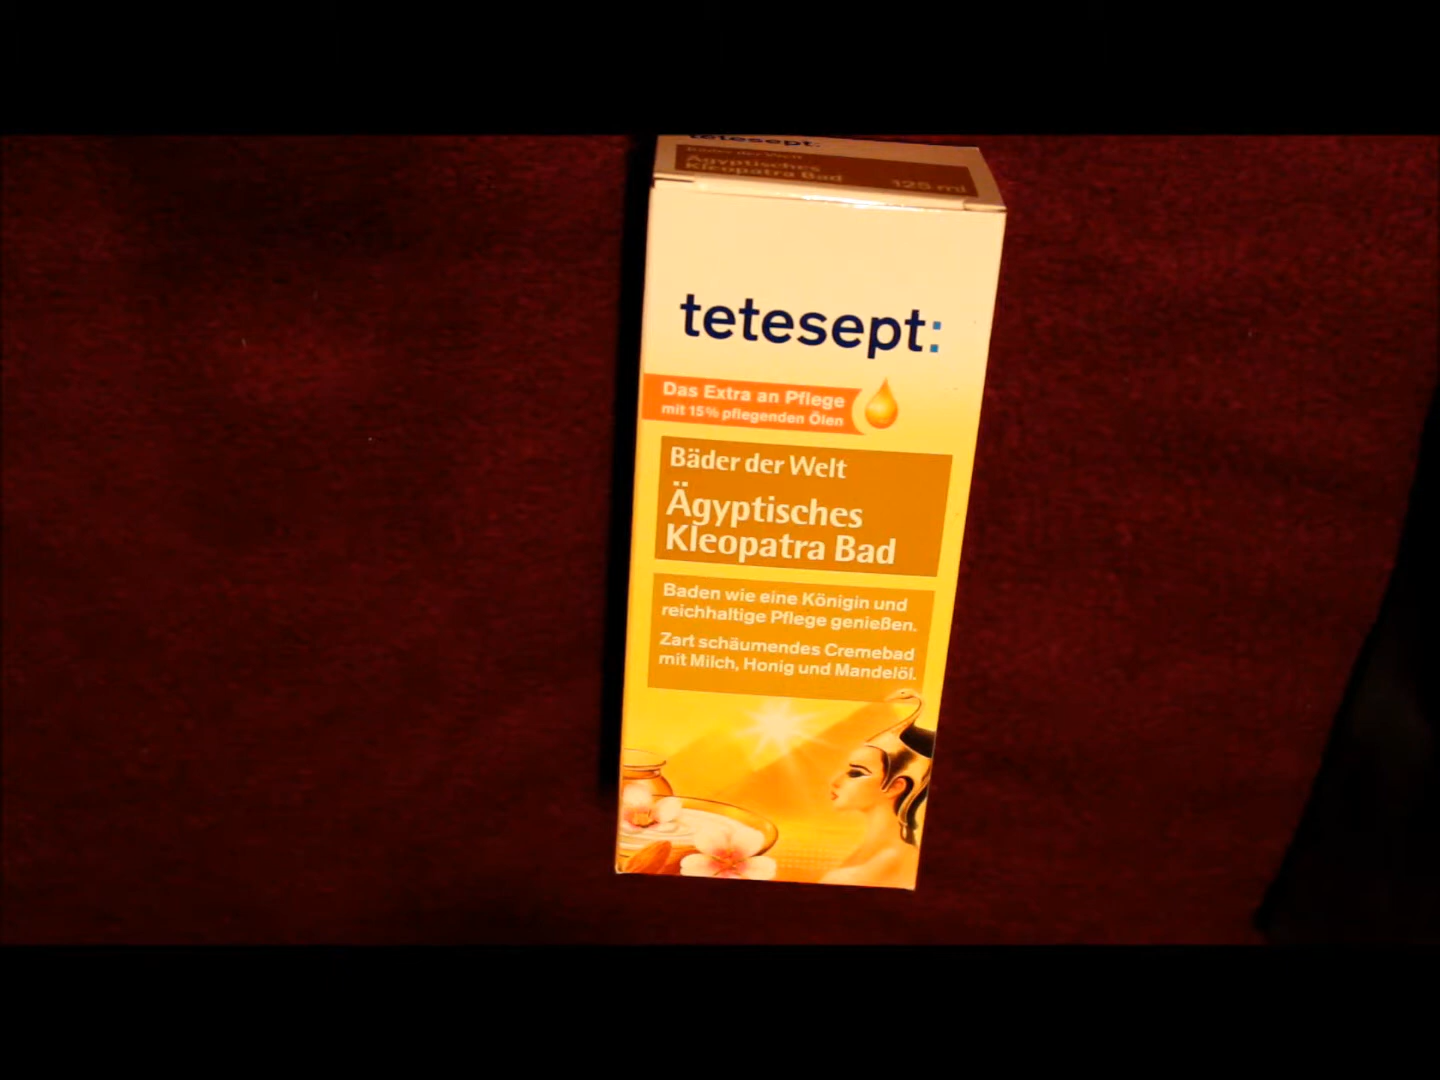 tetesept:
Bäder der Welt
Ägyptisches
Kleopatra Bad
125 ml
tetesept:
Das Extra an Pflege
mit 15% pflegenden Ölen
Bäder der Welt
Ägyptisches
Kleopatra Bad
Baden wie eine Königin und
reichhaltige Pflege genießen.
Zart schäumendes Cremebad
mit Milch, Honig und Mandelöl.